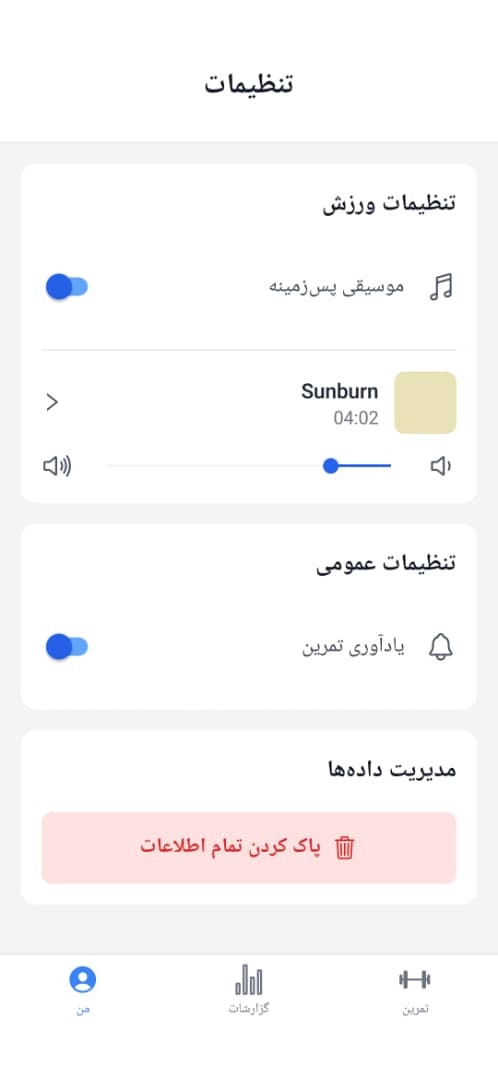 تنظیمات
تنظیمات ورزش
موسیقی پس‌زمینه
Sunburn
04:02
تنظیمات عمومی
یادآوری تمرین
مدیریت داده‌ها
پاک کردن تمام اطلاعات
تمرین
گزارشات
من